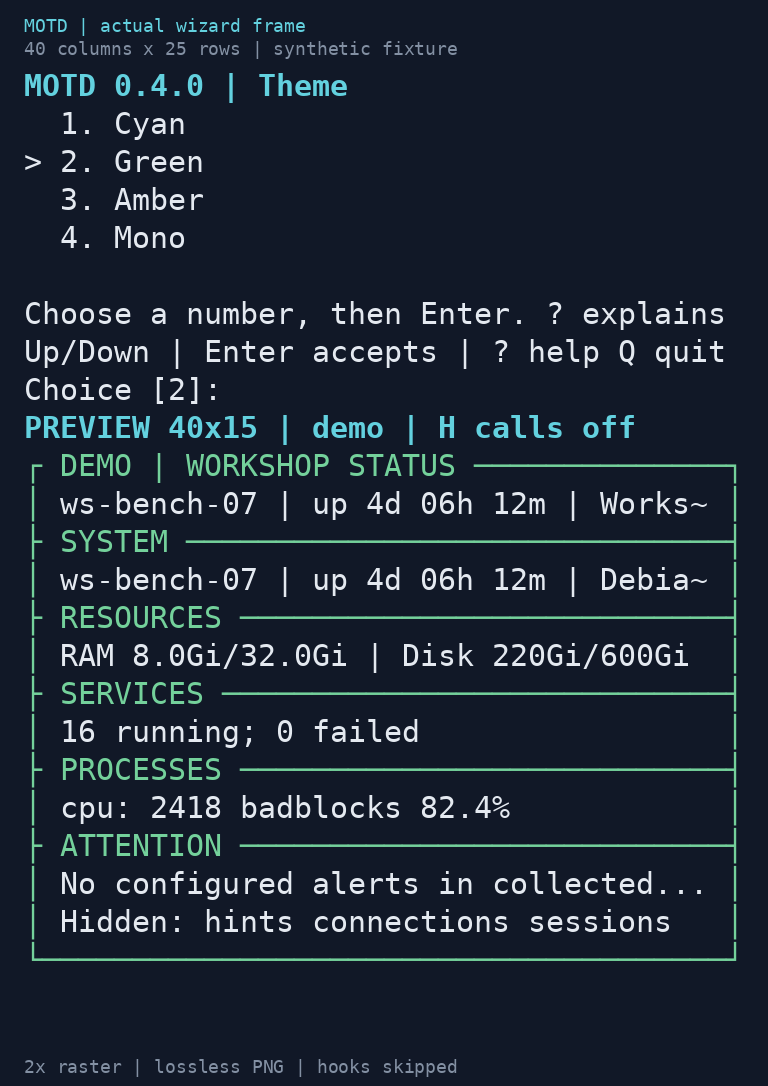 MOTD | actual wizard frame
40 columns x 25 rows | synthetic fixture
MOTD 0.4.0 | Theme
1. Cyan
> 2. Green
3. Amber
4. Mono
Choose a number, then Enter. ? explains
Up/Down | Enter accepts | ? help Q quit
Choice [2]:
PREVIEW 40x15 | demo | H calls off
DEMO | WORKSHOP STATUS
ws-bench-07 | up 4d 06h 12m | Works~
SYSTEM
ws-bench-07 | up 4d 06h 12m | Debia~
RESOURCES
RAM 8.0Gi/32.0Gi | Disk 220Gi/600Gi
SERVICES
16 running; 0 failed
PROCESSES
cpu: 2418 badblocks 82.4%
ATTENTION
No configured alerts in collected...
Hidden: hints connections sessions
2x raster | lossless PNG | hooks skipped